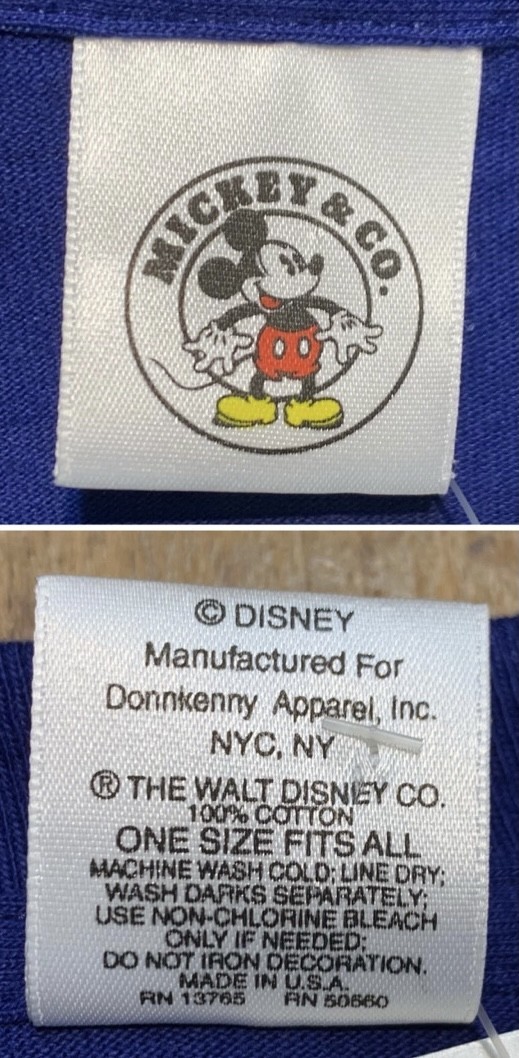 MICKEY & CO.
© DISNEY
Manufactured For
Donnkenny Apparel, Inc.
NYC, NY
® THE WALT DISNEY CO.
100% COTTON
ONE SIZE FITS ALL
MACHINE WASH COLD; LINE DRY;
WASH DARKS SEPARATELY;
USE NON-CHLORINE BLEACH
ONLY IF NEEDED;
DO NOT IRON DECORATION.
MADE IN U.S.A.
RN 13765 RN 50660